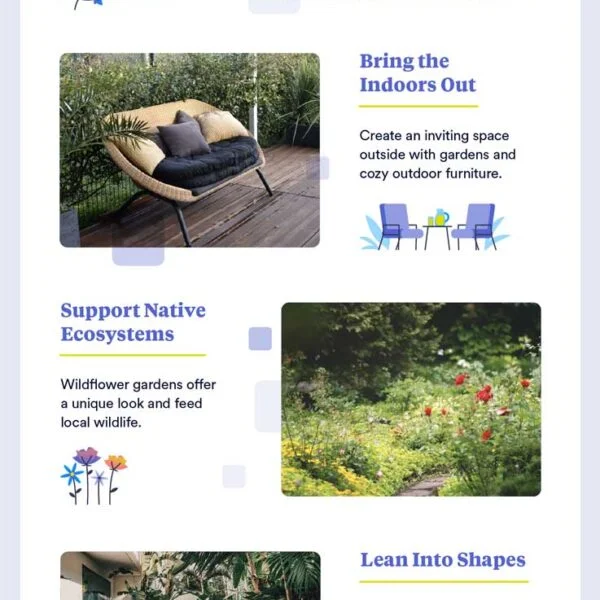 Bring the
Indoors Out
Create an inviting space
outside with gardens and
cozy outdoor furniture.
Support Native
Ecosystems
Wildflower gardens offer
a unique look and feed
local wildlife.
Lean Into Shapes